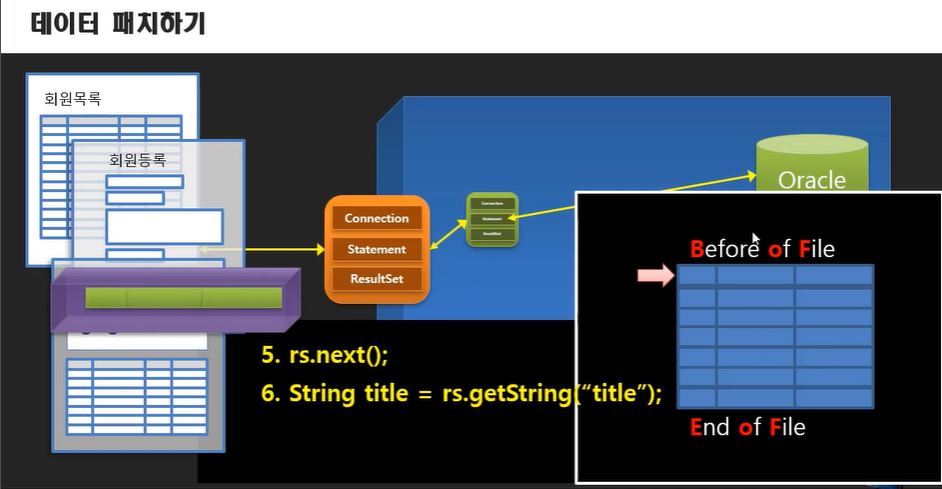 데이터 패치하기
회원목록
회원등록
Connection
Statement
ResultSet
Connection
Statement
ResultSet
Oracle
5. rs.next();
6. String title = rs.getString(“title”);
Before of File
End of File